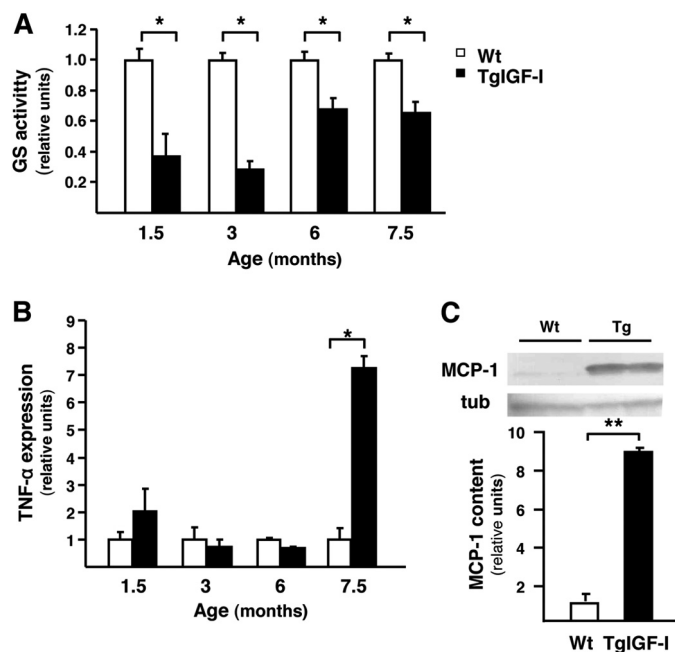 A
* * * *
Wt
TgIGF-I
GS activity
(relative units)
1.2
1.0
0.8
0.6
0.4
0.2
1.5 3 6 7.5
Age (months)
B
TNF-α expression
(relative units)
9
8
7
6
5
4
3
2
1
*
1.5 3 6 7.5
Age (months)
C
Wt Tg
MCP-1
tub
**
MCP-1 content
(relative units)
10
8
6
4
2
Wt TgIGF-I